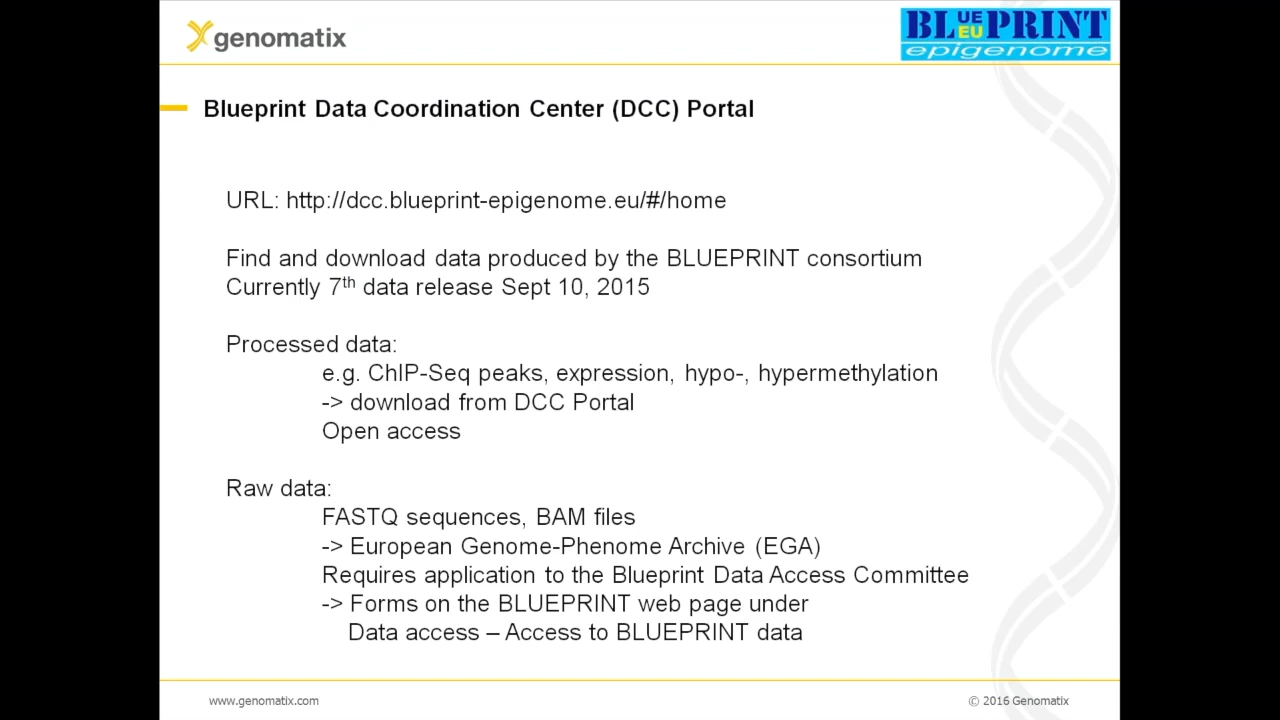 genomatix
BLUEPRINT
EU
epigenome
Blueprint Data Coordination Center (DCC) Portal
URL: http://dcc.blueprint-epigenome.eu/#/home
Find and download data produced by the BLUEPRINT consortium
Currently 7th data release Sept 10, 2015
Processed data:
e.g. ChIP-Seq peaks, expression, hypo-, hypermethylation
-> download from DCC Portal
Open access
Raw data:
FASTQ sequences, BAM files
-> European Genome-Phenome Archive (EGA)
Requires application to the Blueprint Data Access Committee
-> Forms on the BLUEPRINT web page under
Data access – Access to BLUEPRINT data
www.genomatix.com
© 2016 Genomatix